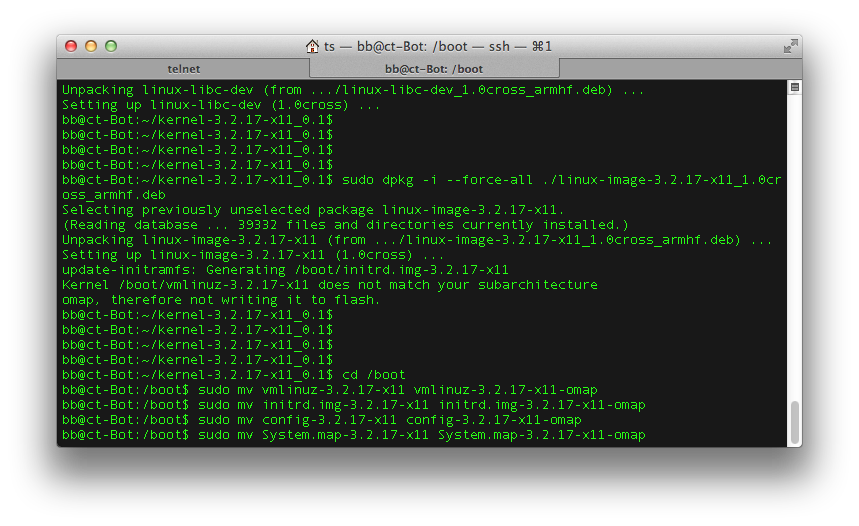 ts — bb@ct-Bot: /boot — ssh — ⌘1
telnet
bb@ct-Bot: /boot
Unpacking linux-libc-dev (from .../linux-libc-dev_1.0cross_armhf.deb) ...
Setting up linux-libc-dev (1.0cross) ...
bb@ct-Bot:~/kernel-3.2.17-x11_0.1$
bb@ct-Bot:~/kernel-3.2.17-x11_0.1$
bb@ct-Bot:~/kernel-3.2.17-x11_0.1$
bb@ct-Bot:~/kernel-3.2.17-x11_0.1$
bb@ct-Bot:~/kernel-3.2.17-x11_0.1$ sudo dpkg -i --force-all ./linux-image-3.2.17-x11_1.0cr
oss_armhf.deb
Selecting previously unselected package linux-image-3.2.17-x11.
(Reading database ... 39332 files and directories currently installed.)
Unpacking linux-image-3.2.17-x11 (from .../linux-image-3.2.17-x11_1.0cross_armhf.deb) ...
Setting up linux-image-3.2.17-x11 (1.0cross) ...
update-initramfs: Generating /boot/initrd.img-3.2.17-x11
Kernel /boot/vmlinuz-3.2.17-x11 does not match your subarchitecture
omap, therefore not writing it to flash.
bb@ct-Bot:~/kernel-3.2.17-x11_0.1$
bb@ct-Bot:~/kernel-3.2.17-x11_0.1$
bb@ct-Bot:~/kernel-3.2.17-x11_0.1$
bb@ct-Bot:~/kernel-3.2.17-x11_0.1$
bb@ct-Bot:~/kernel-3.2.17-x11_0.1$ cd /boot
bb@ct-Bot:/boot$ sudo mv vmlinuz-3.2.17-x11 vmlinuz-3.2.17-x11-omap
bb@ct-Bot:/boot$ sudo mv initrd.img-3.2.17-x11 initrd.img-3.2.17-x11-omap
bb@ct-Bot:/boot$ sudo mv config-3.2.17-x11 config-3.2.17-x11-omap
bb@ct-Bot:/boot$ sudo mv System.map-3.2.17-x11 System.map-3.2.17-x11-omap